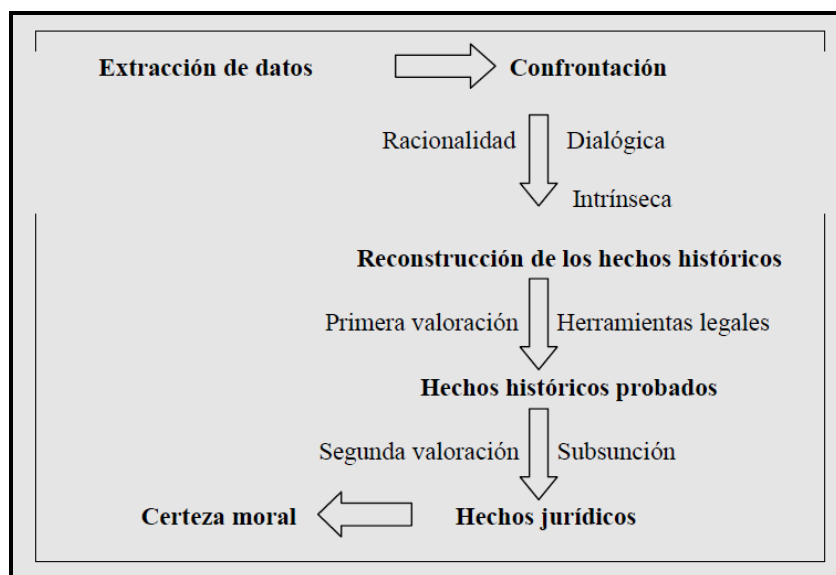 Extracción de datos Confrontación
Racionalidad Dialógica
Intrínseca
Reconstrucción de los hechos históricos
Primera valoración Herramientas legales
Hechos históricos probados
Segunda valoración Subsunción
Certeza moral Hechos jurídicos